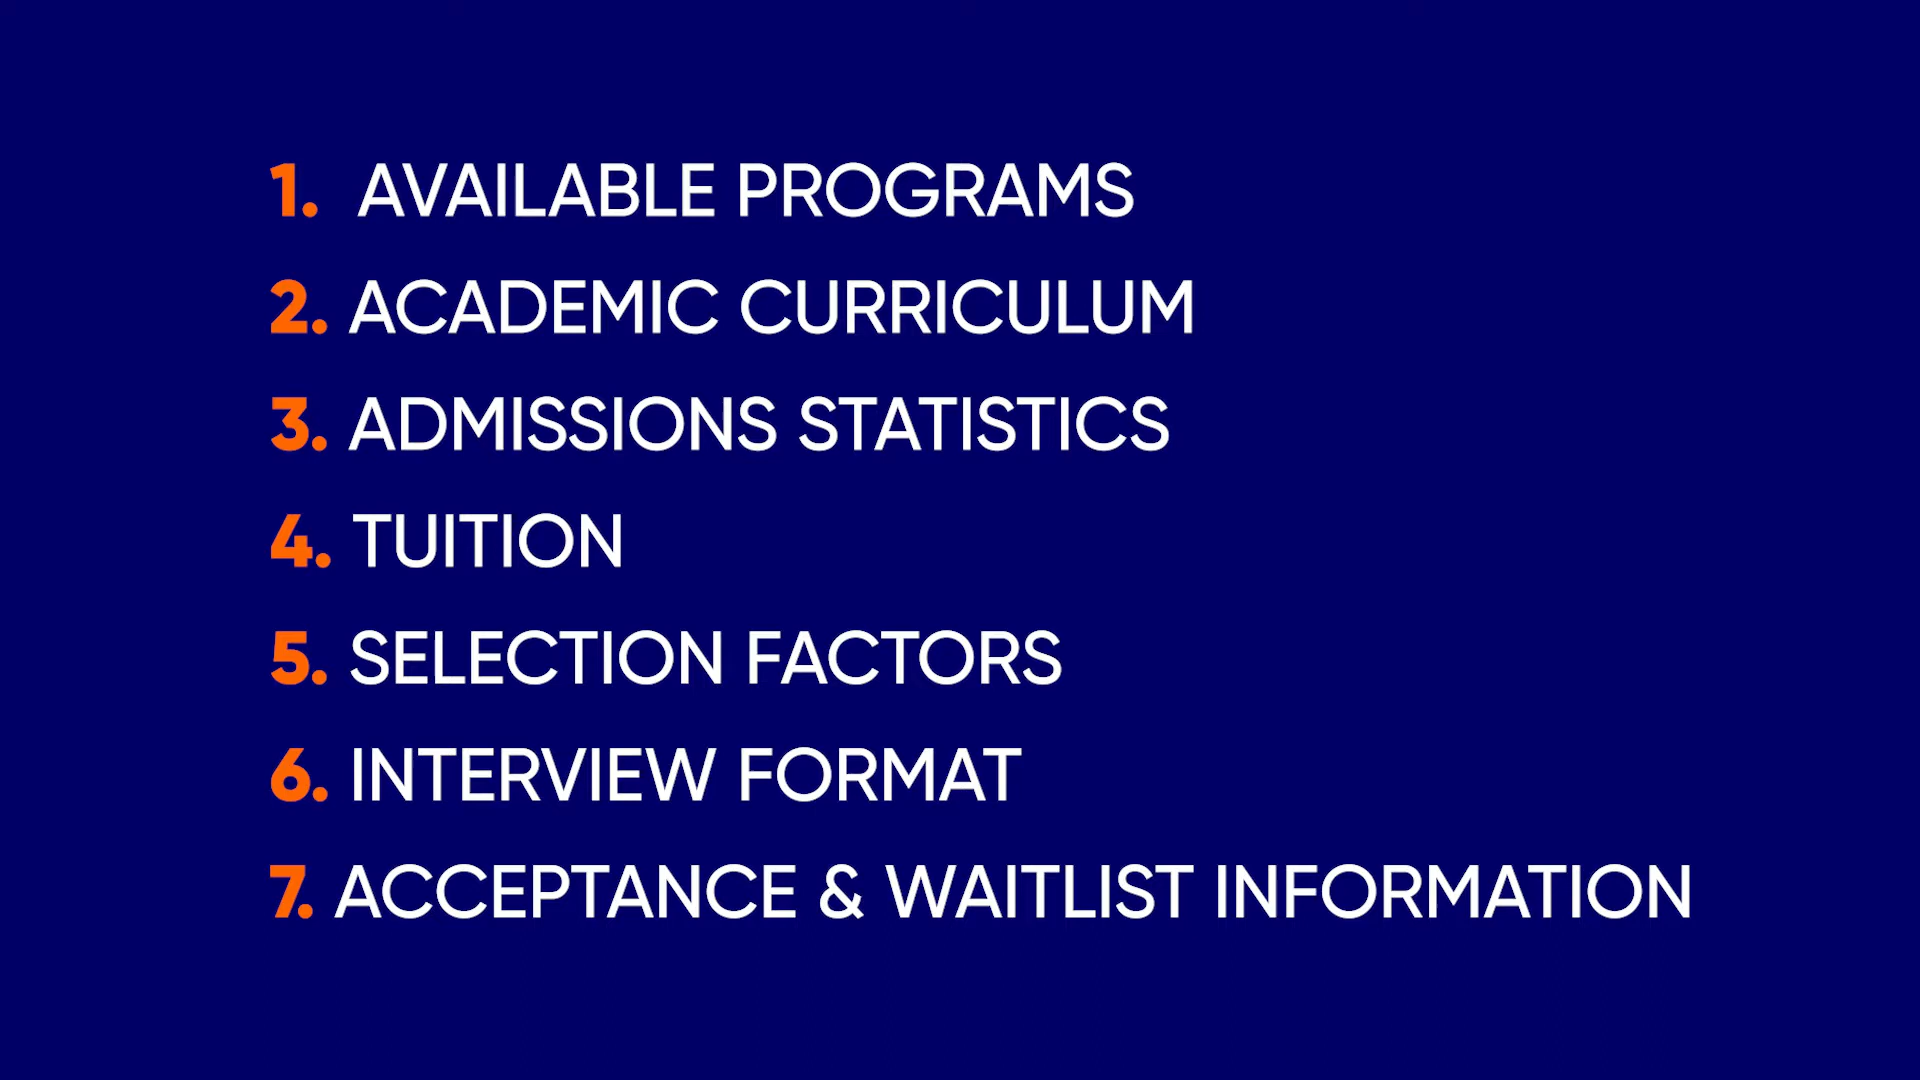 1. AVAILABLE PROGRAMS
2. ACADEMIC CURRICULUM
3. ADMISSIONS STATISTICS
4. TUITION
5. SELECTION FACTORS
6. INTERVIEW FORMAT
7. ACCEPTANCE & WAITLIST INFORMATION